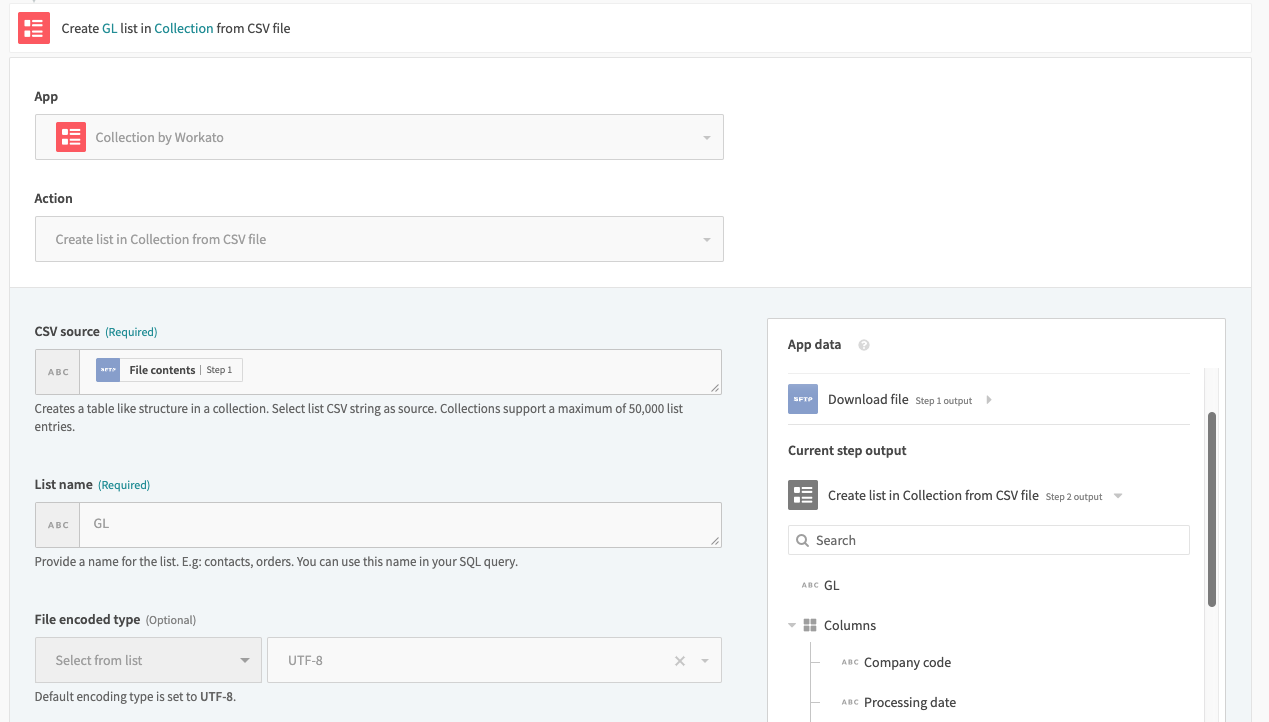 Create GL list in Collection from CSV file
App
Collection by Workato
Action
Create list in Collection from CSV file
CSV source (Required)
ABC
SFTP File contents | Step 1
Creates a table like structure in a collection. Select list CSV string as source. Collections support a maximum of 50,000 list
entries.
List name (Required)
ABC GL
Provide a name for the list. E.g: contacts, orders. You can use this name in your SQL query.
File encoded type (Optional)
Select from list
UTF-8
Default encoding type is set to UTF-8.
App data ?
SFTP Download file Step 1 output
Current step output
Create list in Collection from CSV file Step 2 output
Search
ABC GL
Columns
ABC Company code
ABC Processing date